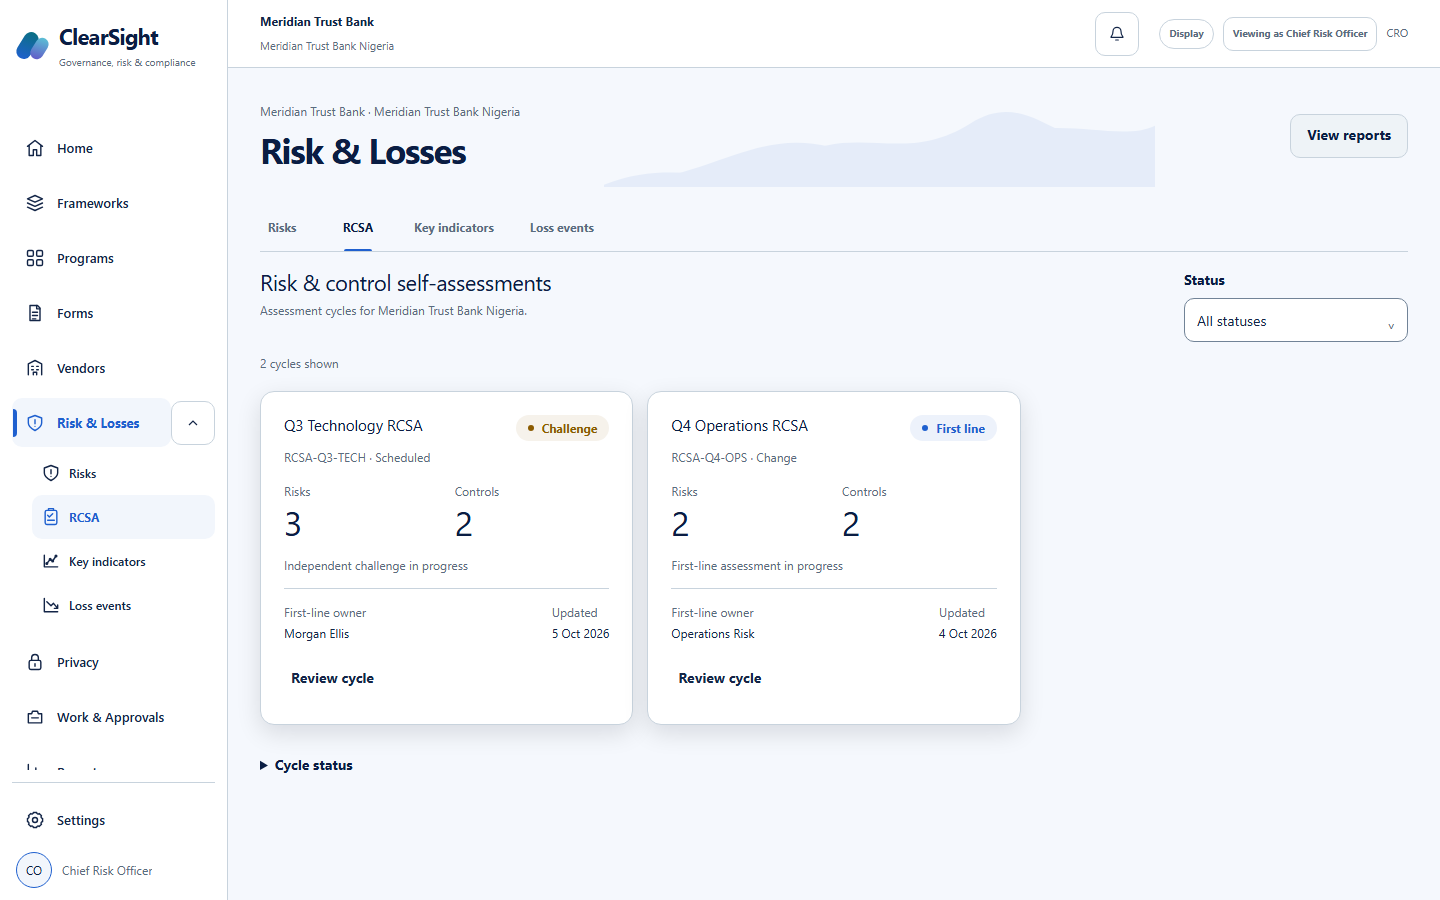 ClearSight
Governance, risk & compliance
Home
Frameworks
Programs
Forms
Vendors
Risk & Losses
Risks
RCSA
Key indicators
Loss events
Privacy
Work & Approvals
Settings
CO
Chief Risk Officer
Meridian Trust Bank
Meridian Trust Bank Nigeria
Display
Viewing as Chief Risk Officer
CRO
Meridian Trust Bank · Meridian Trust Bank Nigeria
Risk & Losses
View reports
Risks
RCSA
Key indicators
Loss events
Risk & control self-assessments
Assessment cycles for Meridian Trust Bank Nigeria.
Status
All statuses
2 cycles shown
Q3 Technology RCSA
Challenge
RCSA-Q3-TECH · Scheduled
Risks
Controls
3
2
Independent challenge in progress
First-line owner
Updated
Morgan Ellis
5 Oct 2026
Review cycle
Q4 Operations RCSA
First line
RCSA-Q4-OPS · Change
Risks
Controls
2
2
First-line assessment in progress
First-line owner
Updated
Operations Risk
4 Oct 2026
Review cycle
Cycle status